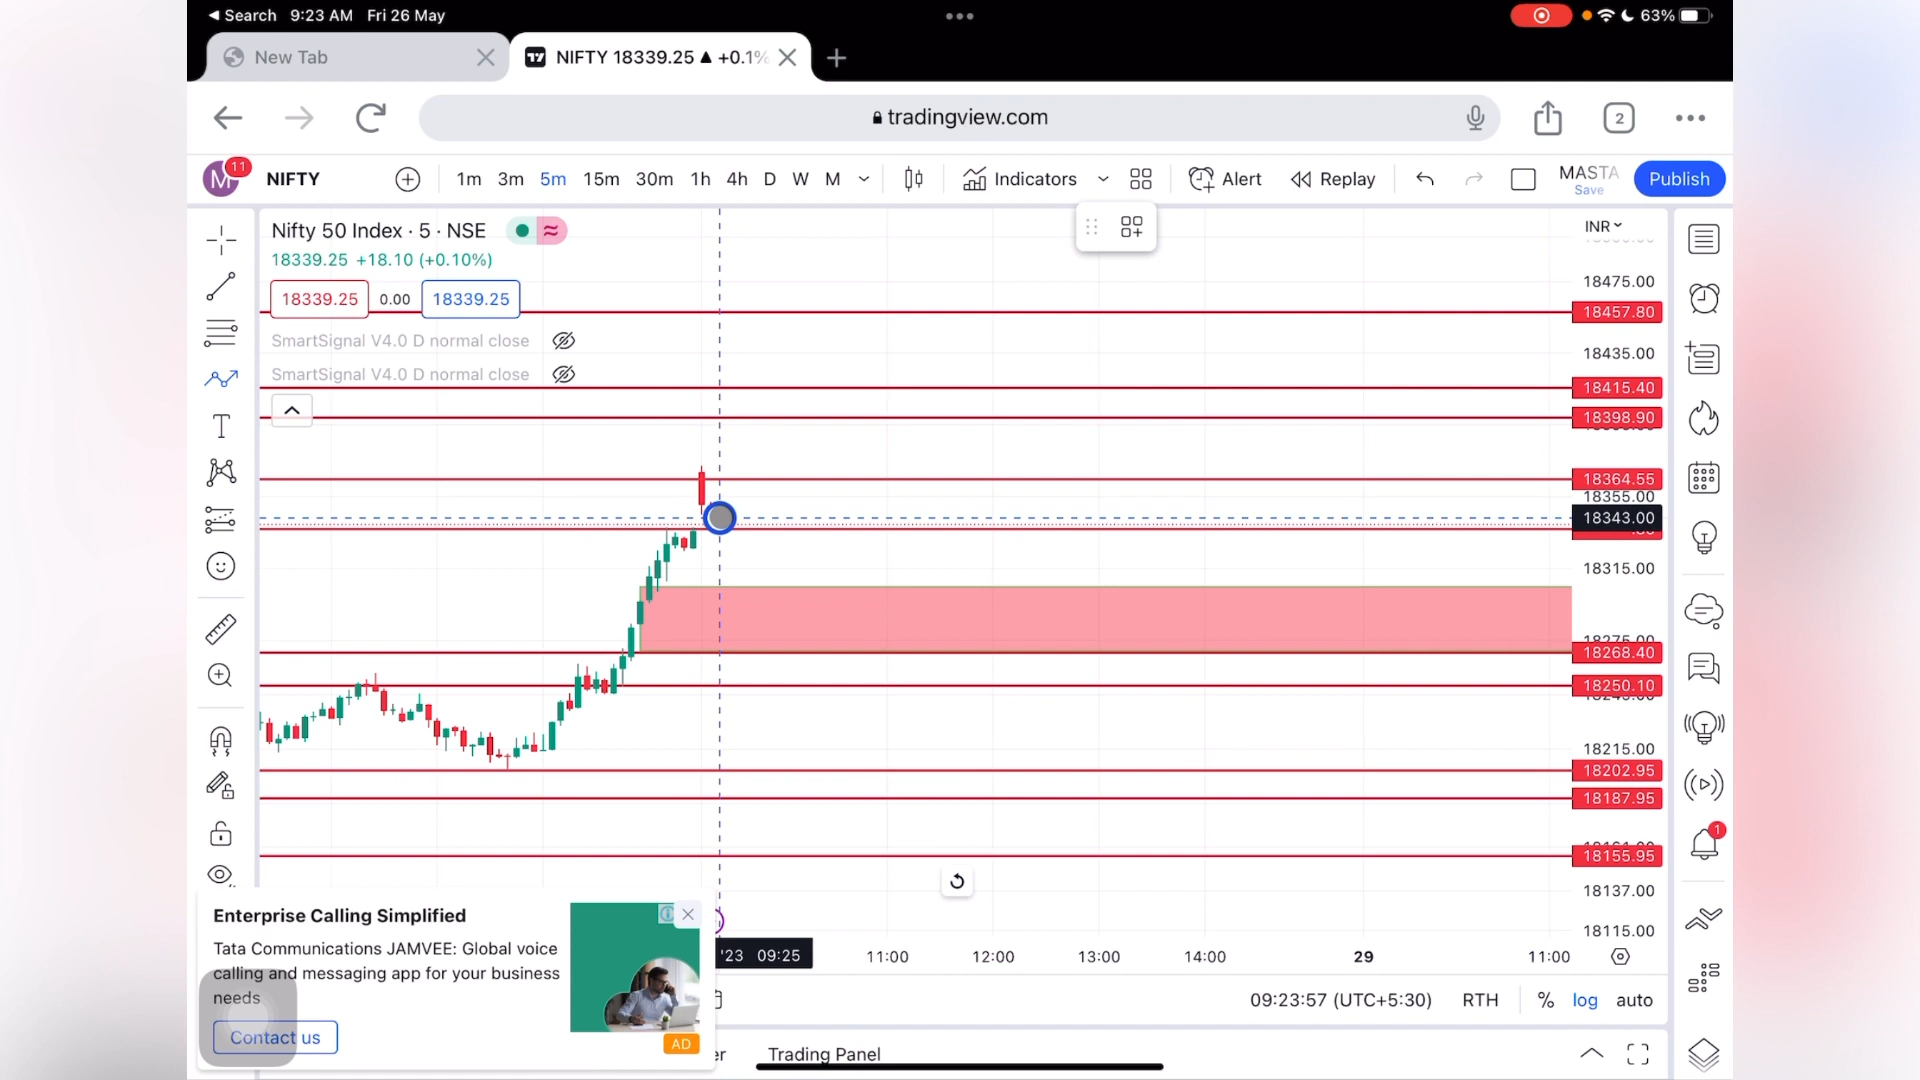 Search 9:23 AM Fri 26 May
63%
New Tab
NIFTY 18339.25 ▲ +0.1%
tradingview.com
2
M 11 NIFTY 1m 3m 5m 15m 30m 1h 4h D W M Indicators Alert Replay MASTA Save Publish
Nifty 50 Index · 5 · NSE
INR
18339.25 +18.10 (+0.10%)
18339.25 0.00 18339.25
SmartSignal V4.0 D normal close
SmartSignal V4.0 D normal close
18475.00
18457.80
18435.00
18415.40
18398.90
18364.55
18355.00
18343.00
18315.00
18268.40
18250.10
18215.00
18202.95
18187.95
1
18155.95
18137.00
18115.00
Enterprise Calling Simplified
Tata Communications JAMVEE: Global voice
calling and messaging app for your business
needs
Contact us
AD
'23 09:25 11:00 12:00 13:00 14:00 29 11:00
09:23:57 (UTC+5:30) RTH % log auto
er Trading Panel